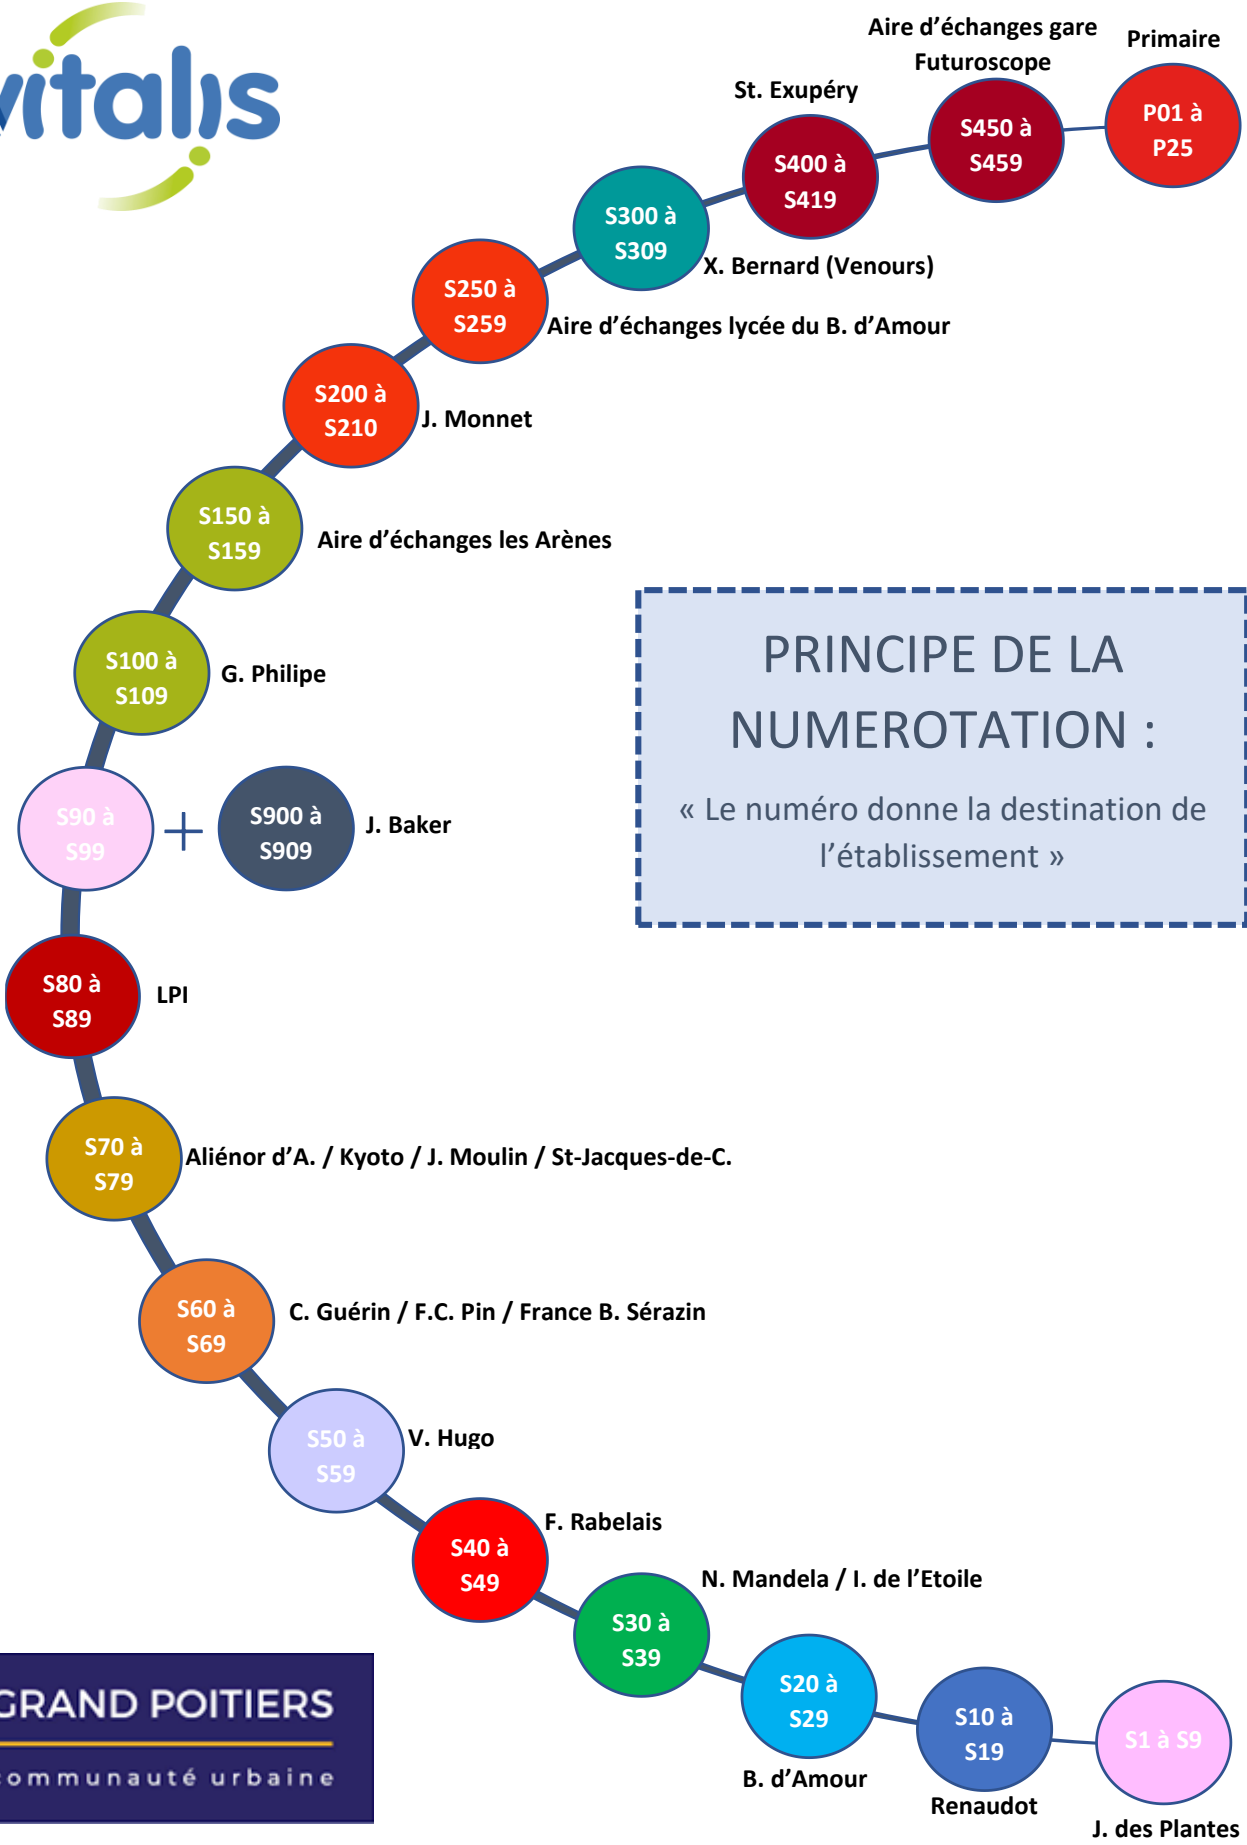 vitalis
Aire d'échanges gare
Futuroscope
Primaire
St. Exupéry
P01 à
P25
S450 à
S459
S400 à
S419
S300 à
S309
X. Bernard (Venours)
S250 à
S259
Aire d'échanges lycée du B. d'Amour
S200 à
S210
J. Monnet
S150 à
S159
Aire d'échanges les Arènes
S100 à
S109
G. Philipe
PRINCIPE DE LA
NUMEROTATION :
« Le numéro donne la destination de
l'établissement »
S90 à
S99
+
S900 à
S909
J. Baker
S80 à
S89
LPI
S70 à
S79
Aliénor d'A. / Kyoto / J. Moulin / St-Jacques-de-C.
S60 à
S69
C. Guérin / F.C. Pin / France B. Sérazin
S50 à
S59
V. Hugo
S40 à
S49
F. Rabelais
N. Mandela / I. de l'Etoile
S30 à
S39
S20 à
S29
B. d'Amour
S10 à
S19
Renaudot
S1 à S9
J. des Plantes
GRAND POITIERS
communauté urbaine